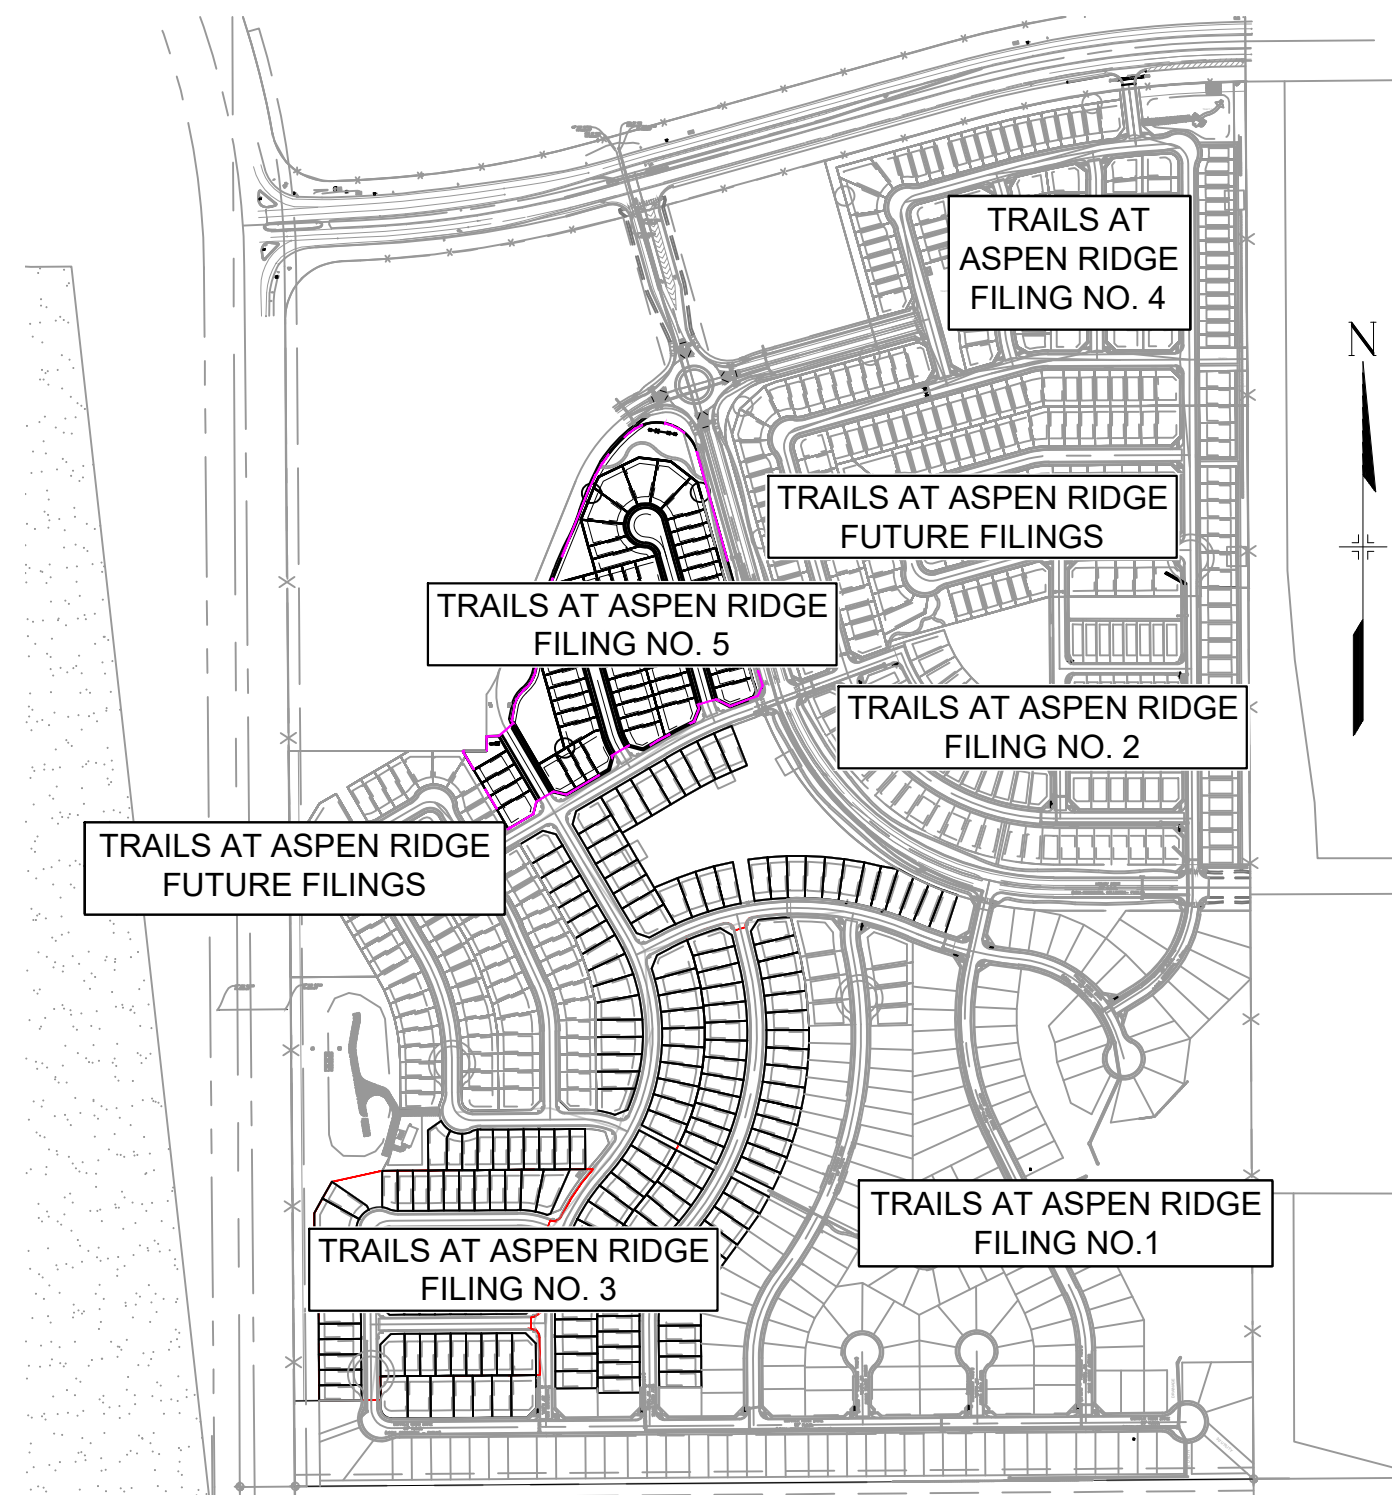 TRAILS AT
ASPEN RIDGE
FILING NO. 4
N
TRAILS AT ASPEN RIDGE
FUTURE FILINGS
TRAILS AT ASPEN RIDGE
FILING NO. 5
TRAILS AT ASPEN RIDGE
FILING NO. 2
TRAILS AT ASPEN RIDGE
FUTURE FILINGS
TRAILS AT ASPEN RIDGE
FILING NO.1
TRAILS AT ASPEN RIDGE
FILING NO. 3